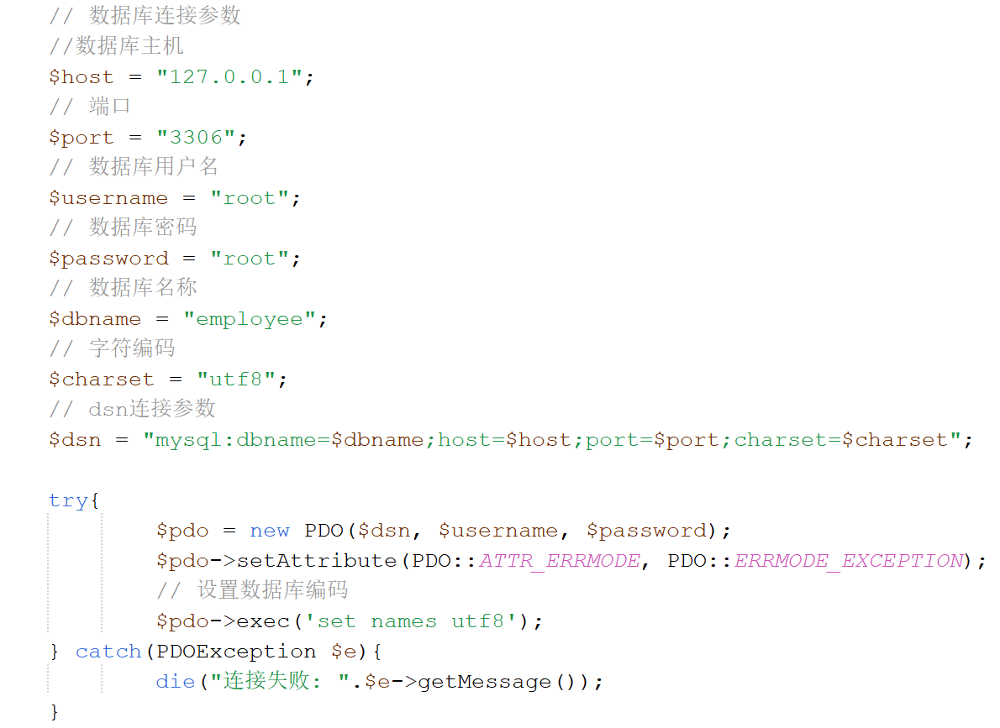 // 数据库连接参数
//数据库主机
$host = "127.0.0.1";
// 端口
$port = "3306";
// 数据库用户名
$username = "root";
// 数据库密码
$password = "root";
// 数据库名称
$dbname = "employee";
// 字符编码
$charset = "utf8";
// dsn连接参数
$dsn = "mysql:dbname=$dbname;host=$host;port=$port;charset=$charset";
try{
$pdo = new PDO($dsn, $username, $password);
$pdo->setAttribute(PDO::ATTR_ERRMODE, PDO::ERRMODE_EXCEPTION);
// 设置数据库编码
$pdo->exec('set names utf8');
} catch(PDOException $e){
die("连接失败: ".$e->getMessage());
}